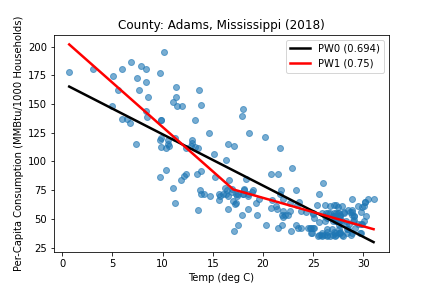 County: Adams, Mississippi (2018)
PW0 (0.694)
PW1 (0.75)
Per-Capita Consumption (MMBtu/1000 Households)
200
175
150
125
100
75
50
25
0 5 10 15 20 25 30
Temp (deg C)